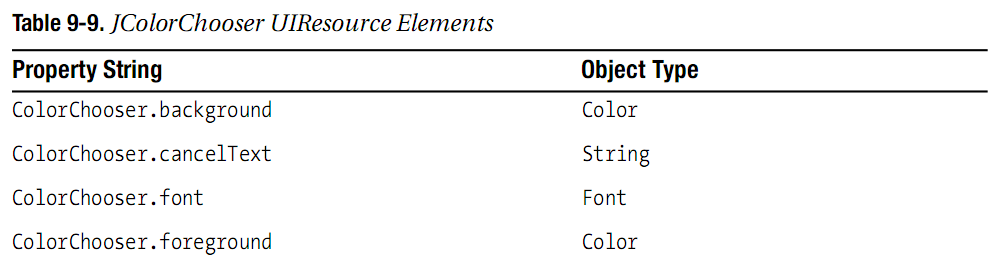 Table 9-9. JColorChooser UIResource Elements
Property String Object Type
ColorChooser.background Color
ColorChooser.cancelText String
ColorChooser.font Font
ColorChooser.foreground Color